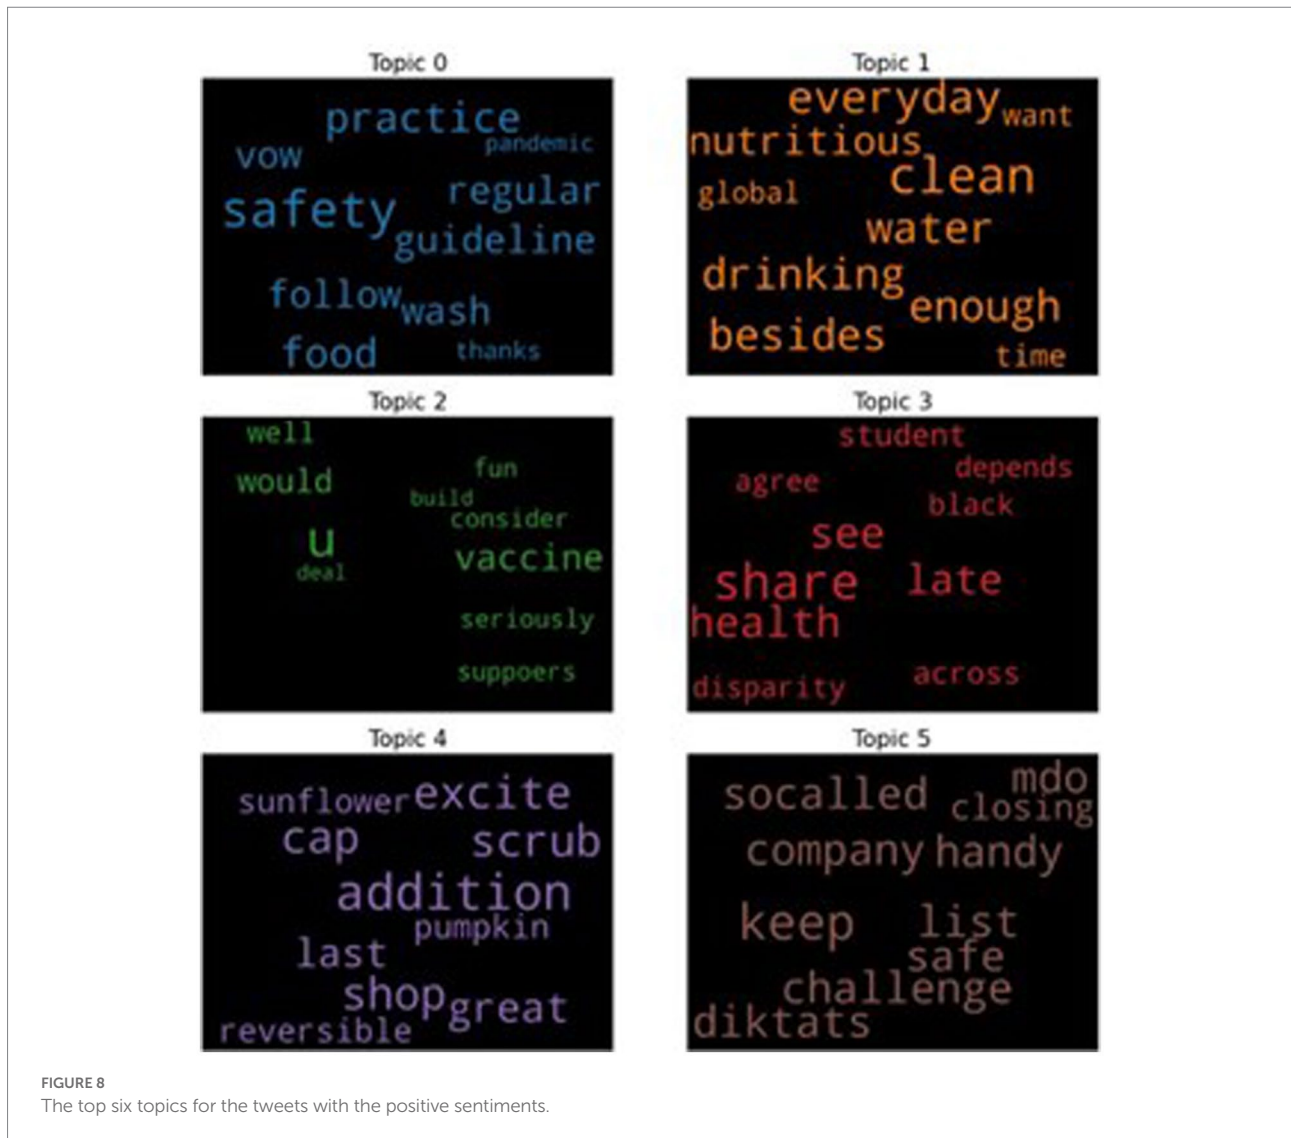 Topic 0
practice
pandemic
vow
regular
safety
guideline
follow
wash
food
thanks
Topic 1
everyday
want
nutritious
clean
global
water
drinking
enough
besides
time
Topic 2
well
fun
would
build
consider
u
vaccine
deal
seriously
suppoers
Topic 3
student
depends
agree
black
see
share
late
health
across
disparity
Topic 4
sunflower
excite
cap
scrub
addition
pumpkin
last
shop
great
reversible
Topic 5
mdo
socalled
closing
company
handy
keep
list
safe
challenge
diktats
FIGURE 8
The top six topics for the tweets with the positive sentiments.